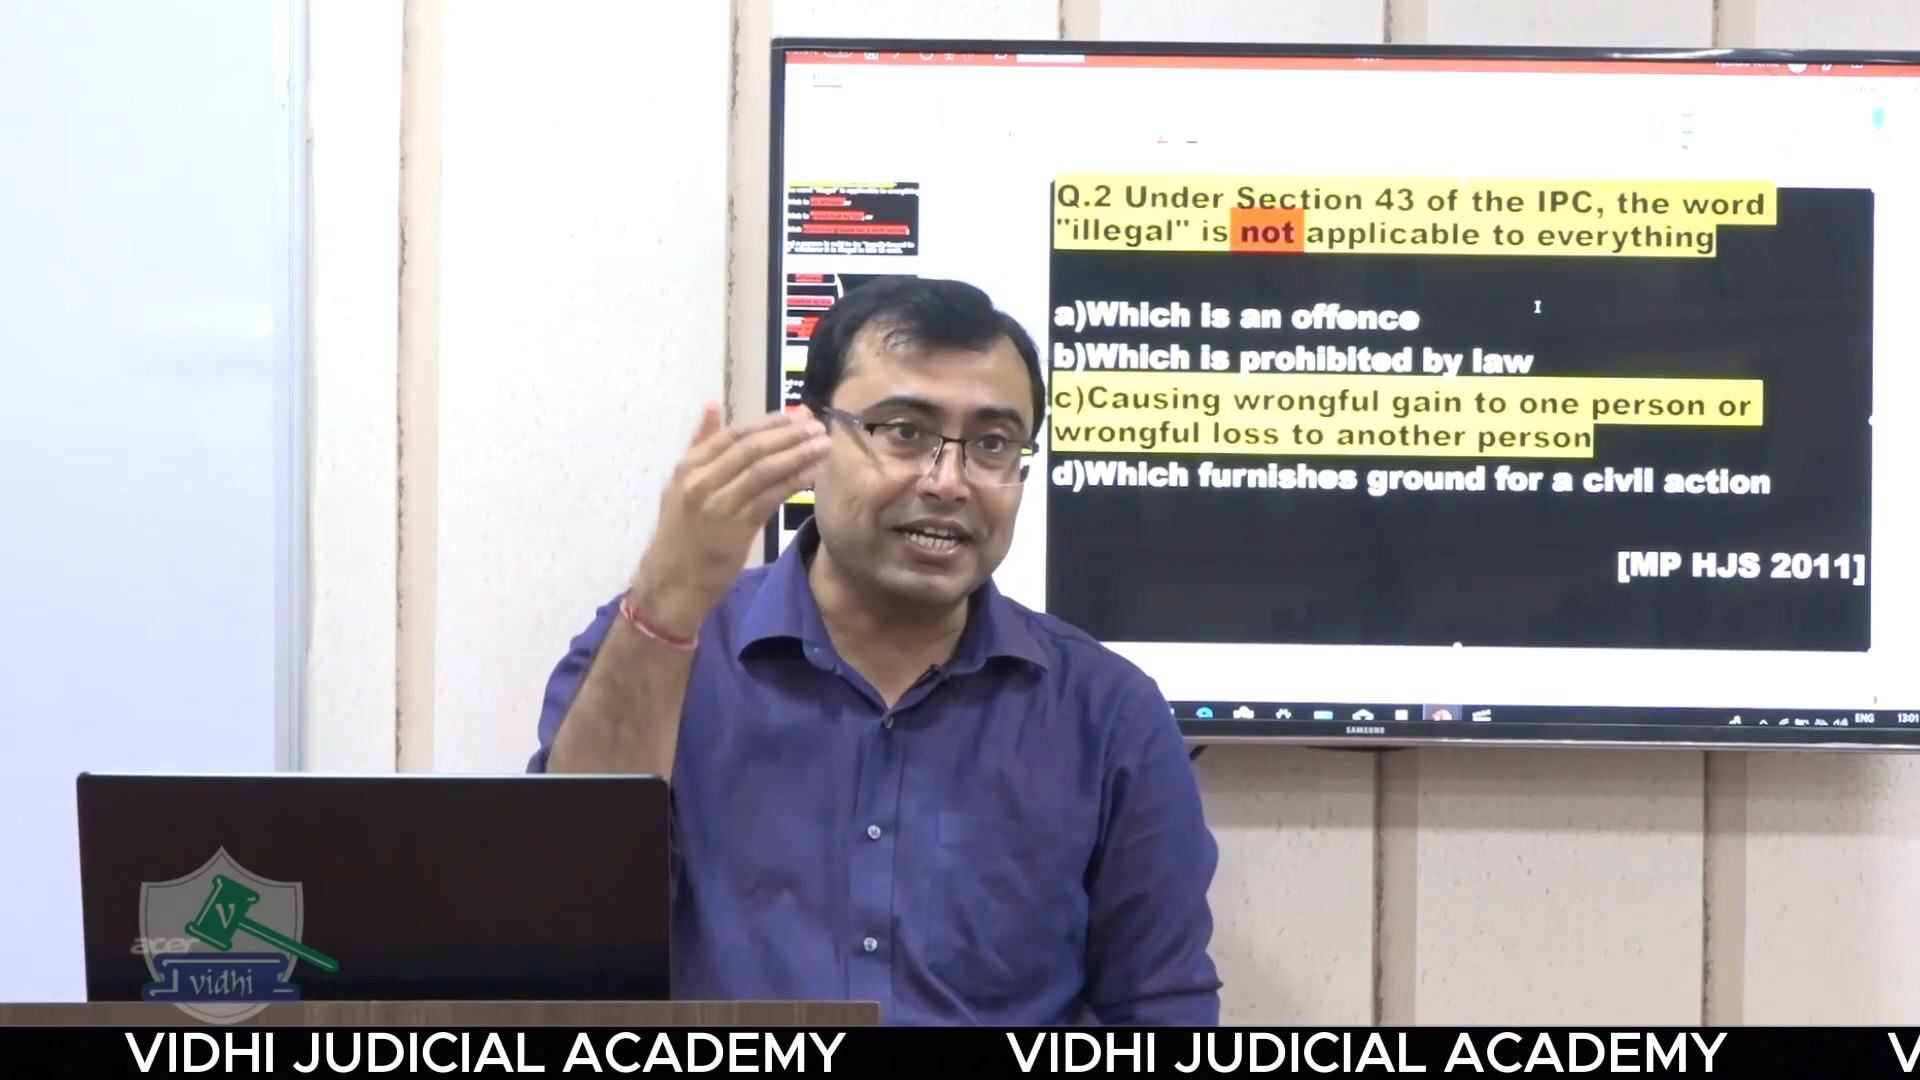 Q.2 Under Section 43 of the IPC, the word
"illegal" is not applicable to everything
a)Which is an offence
b)Which is prohibited by law
c)Causing wrongful gain to one person or
wrongful loss to another person
d)Which furnishes ground for a civil action
[MP HJS 2011]
ENG 13:01
SAMSUNG
acer
V
vidhi
VIDHI JUDICIAL ACADEMY VIDHI JUDICIAL ACADEMY V